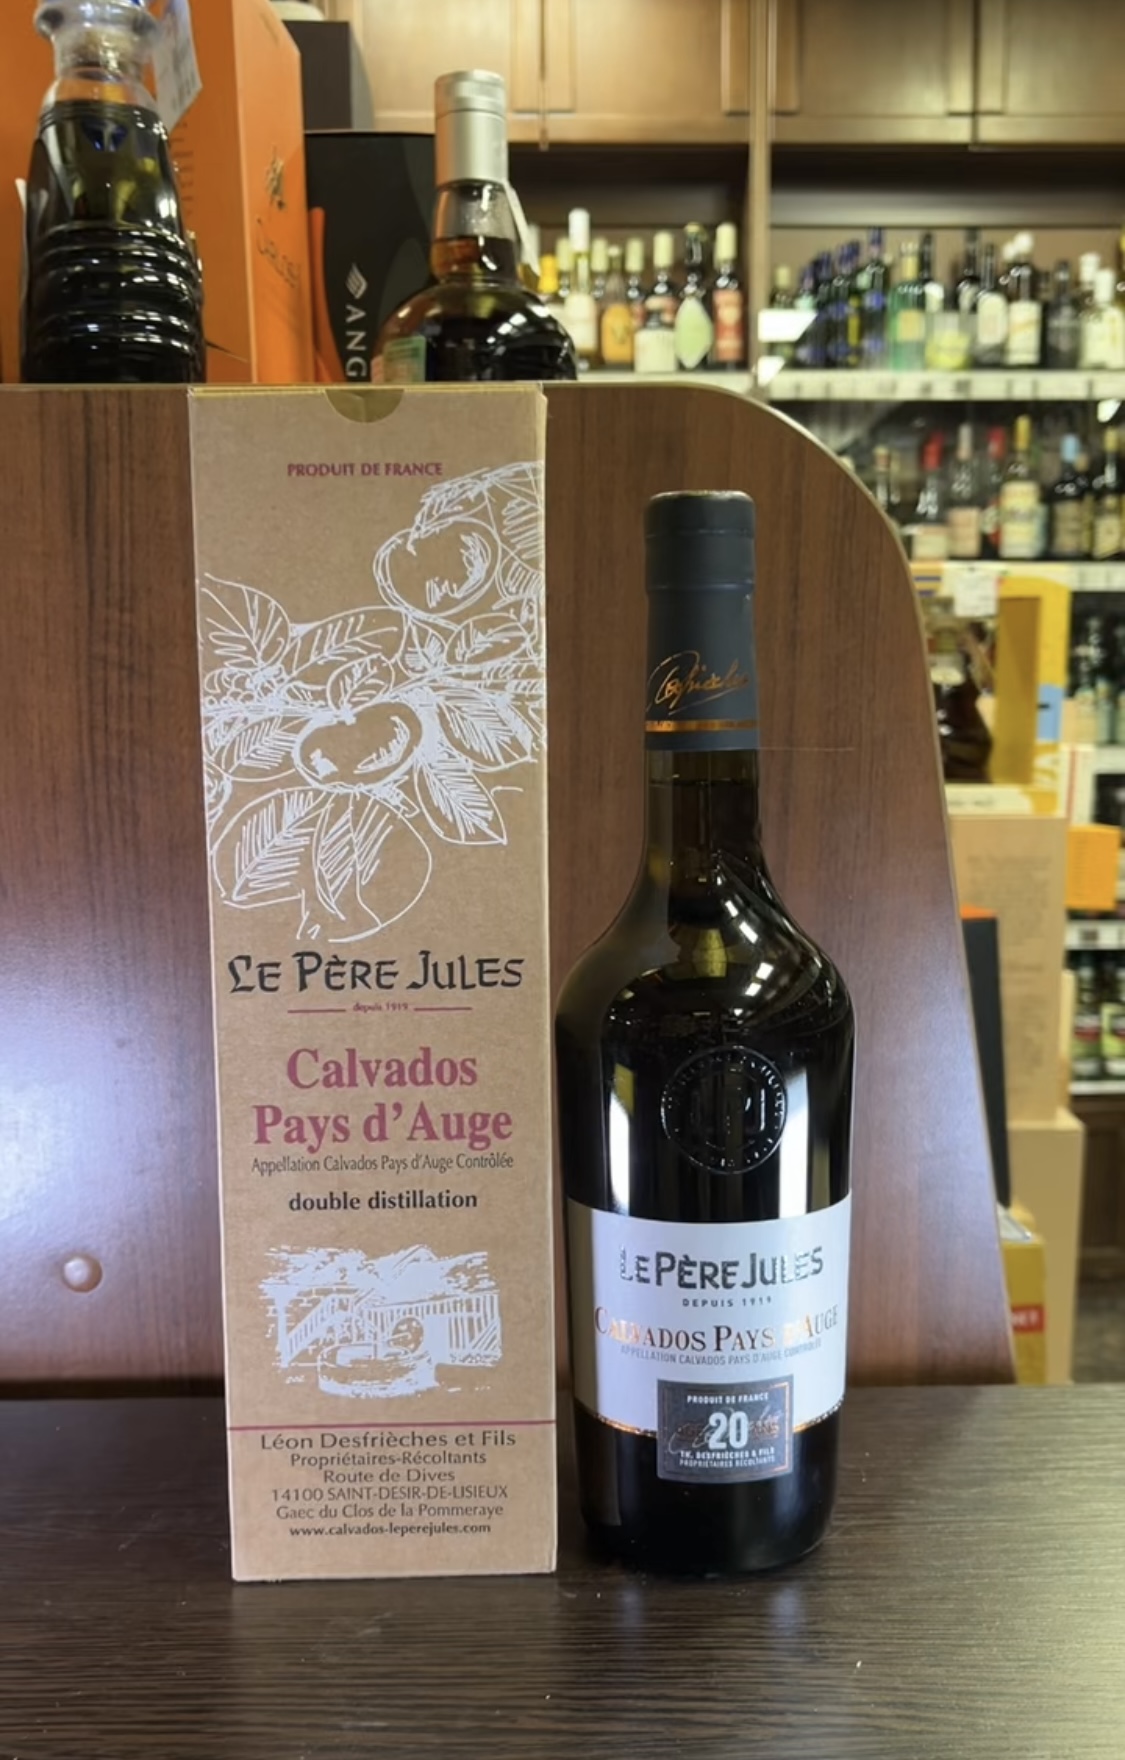 ANG
PRODUIT DE FRANCE
LE PÈRE JULES
depuis 1919
Calvados
Pays d'Auge
Appellation Calvados Pays d'Auge Contrôlée
double distillation
Léon Desfrièches et Fils
Propriétaires-Récoltants
Route de Dives
14100 SAINT-DESIR-DE-LISIEUX
Gaec du Clos de la Pommeraye
www.calvados-leperejules.com
LE PÈRE JULES
DEPUIS 1919
CALVADOS PAYS D'AUGE
APPELLATION CALVADOS PAYS D'AUGE CONTRÔLÉE
PRODUIT DE FRANCE
20
TH. DESFRIÈCHES & FILS
PROPRIÉTAIRES RÉCOLTANTS